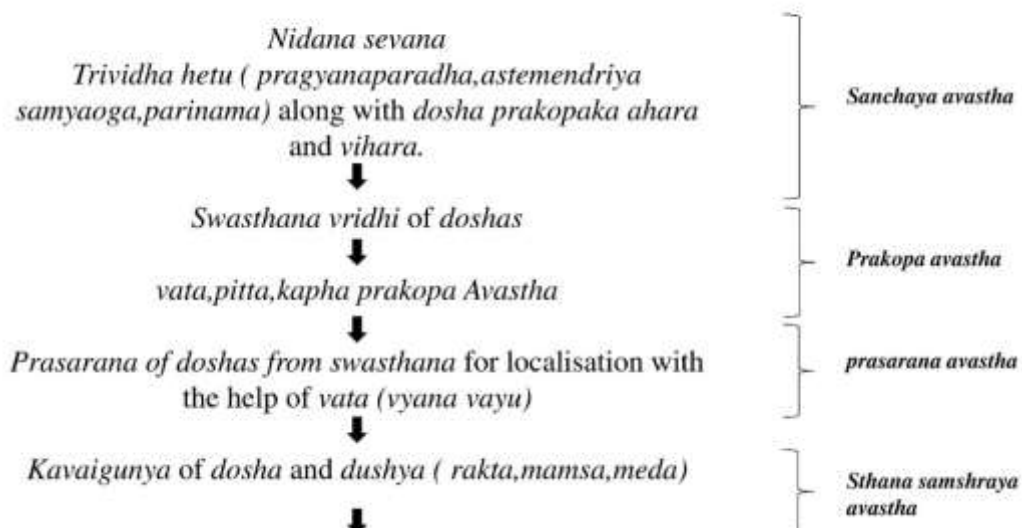 Nidana sevana
Trividha hetu ( pragyanaparadha,astemendriya
samyaoga,parinama) along with dosha prakopaka ahara
and vihara.
Sanchaya avastha
Swasthana vridhi of doshas
vata,pitta,kapha prakopa Avastha
Prakopa avastha
Prasarana of doshas from swasthana for localisation with
the help of vata (vyana vayu)
prasarana avastha
Kavaigunya of dosha and dushya ( rakta,mamsa,meda)
Sthana samshraya
avastha